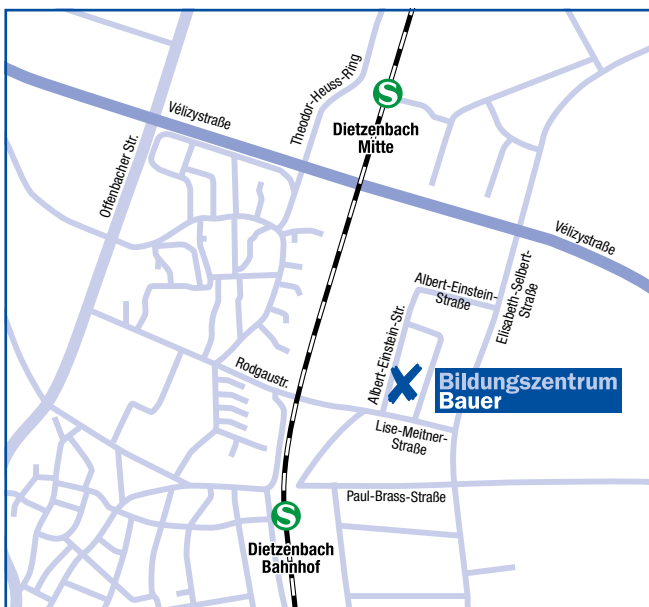 Theodor-Heuss-Ring
S
Dietzenbach
Mitte
Vélizystraße
Offenbacher Str.
Vélizystraße
Albert-Einstein-
Straße
Elisabeth-Selbert-
Straße
Albert-Einstein-Str.
Rodgaustr.
Bildungszentrum
Bauer
Lise-Meitner-
Straße
Paul-Brass-Straße
S
Dietzenbach
Bahnhof